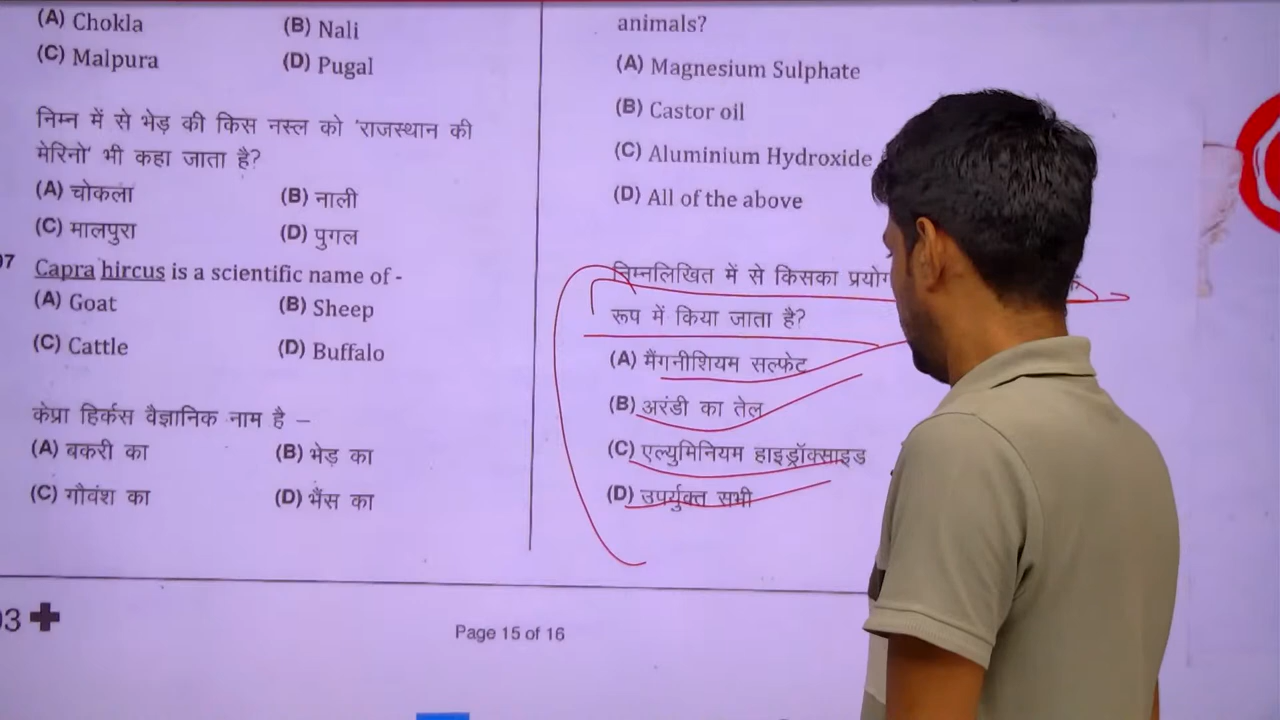 (A) Chokla (B) Nali
(C) Malpura (D) Pugal
निम्न में से भेड़ की किस नस्ल को 'राजस्थान की
मेरिनो' भी कहा जाता है?
(A) चोकला (B) नाली
(C) मालपुरा (D) पुगल
Capra hircus is a scientific name of -
(A) Goat (B) Sheep
(C) Cattle (D) Buffalo
केप्रा हिर्कस वैज्ञानिक नाम है –
(A) बकरी का (B) भेड़ का
(C) गौवंश का (D) भैंस का
animals?
(A) Magnesium Sulphate
(B) Castor oil
(C) Aluminium Hydroxide
(D) All of the above
निम्नलिखित में से किसका प्रयोग
रूप में किया जाता है?
(A) मैंगनीशियम सल्फेट
(B) अरंडी का तेल
(C) एल्युमिनियम हाइड्रॉक्साइड
(D) उपर्युक्त सभी
Page 15 of 16